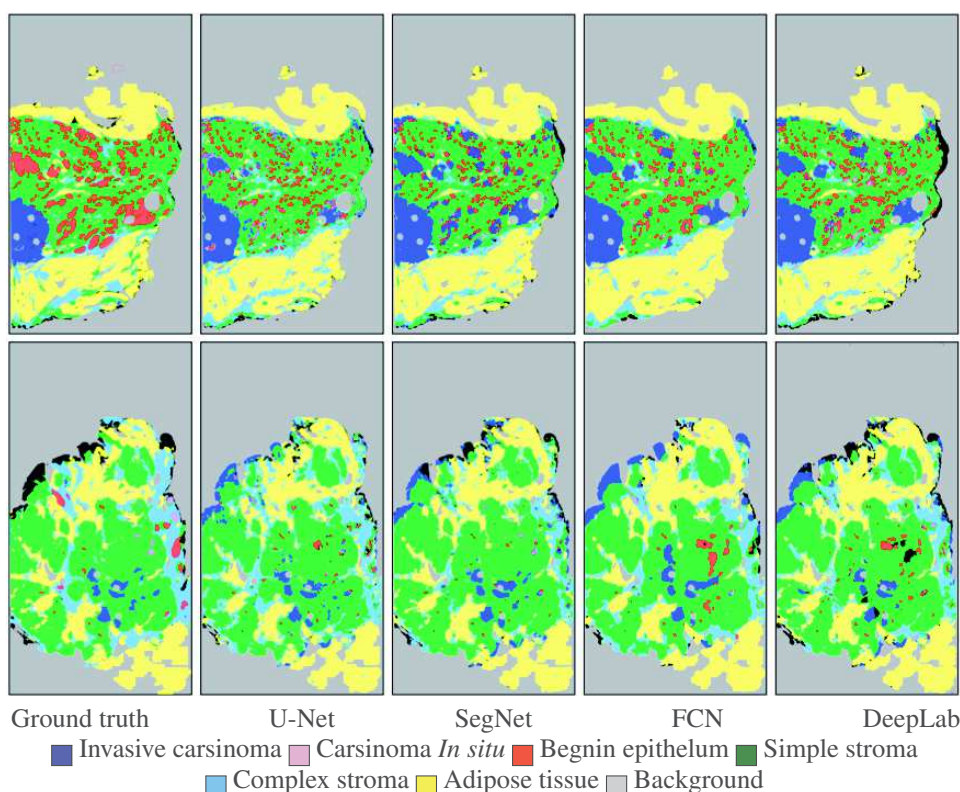 Ground truth U-Net SegNet FCN DeepLab
Invasive carsinoma Carsinoma In situ Begnin epithelum Simple stroma
Complex stroma Adipose tissue Background